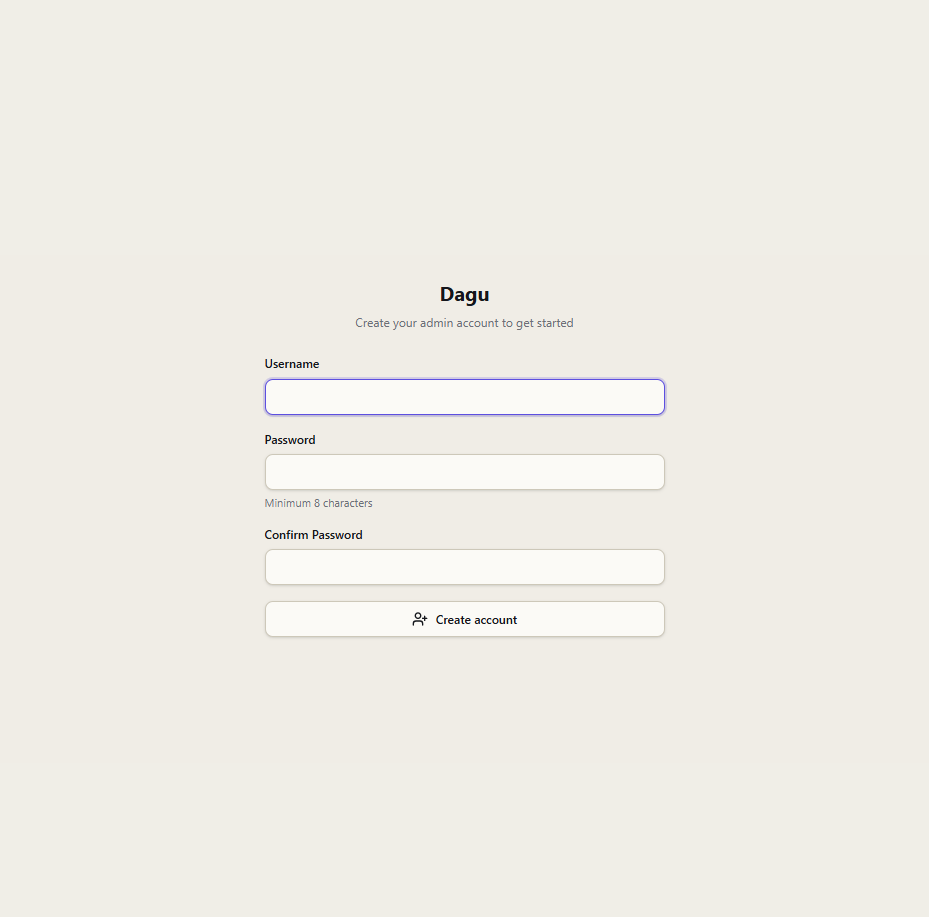 Dagu
Create your admin account to get started
Username
Password
Minimum 8 characters
Confirm Password
Create account